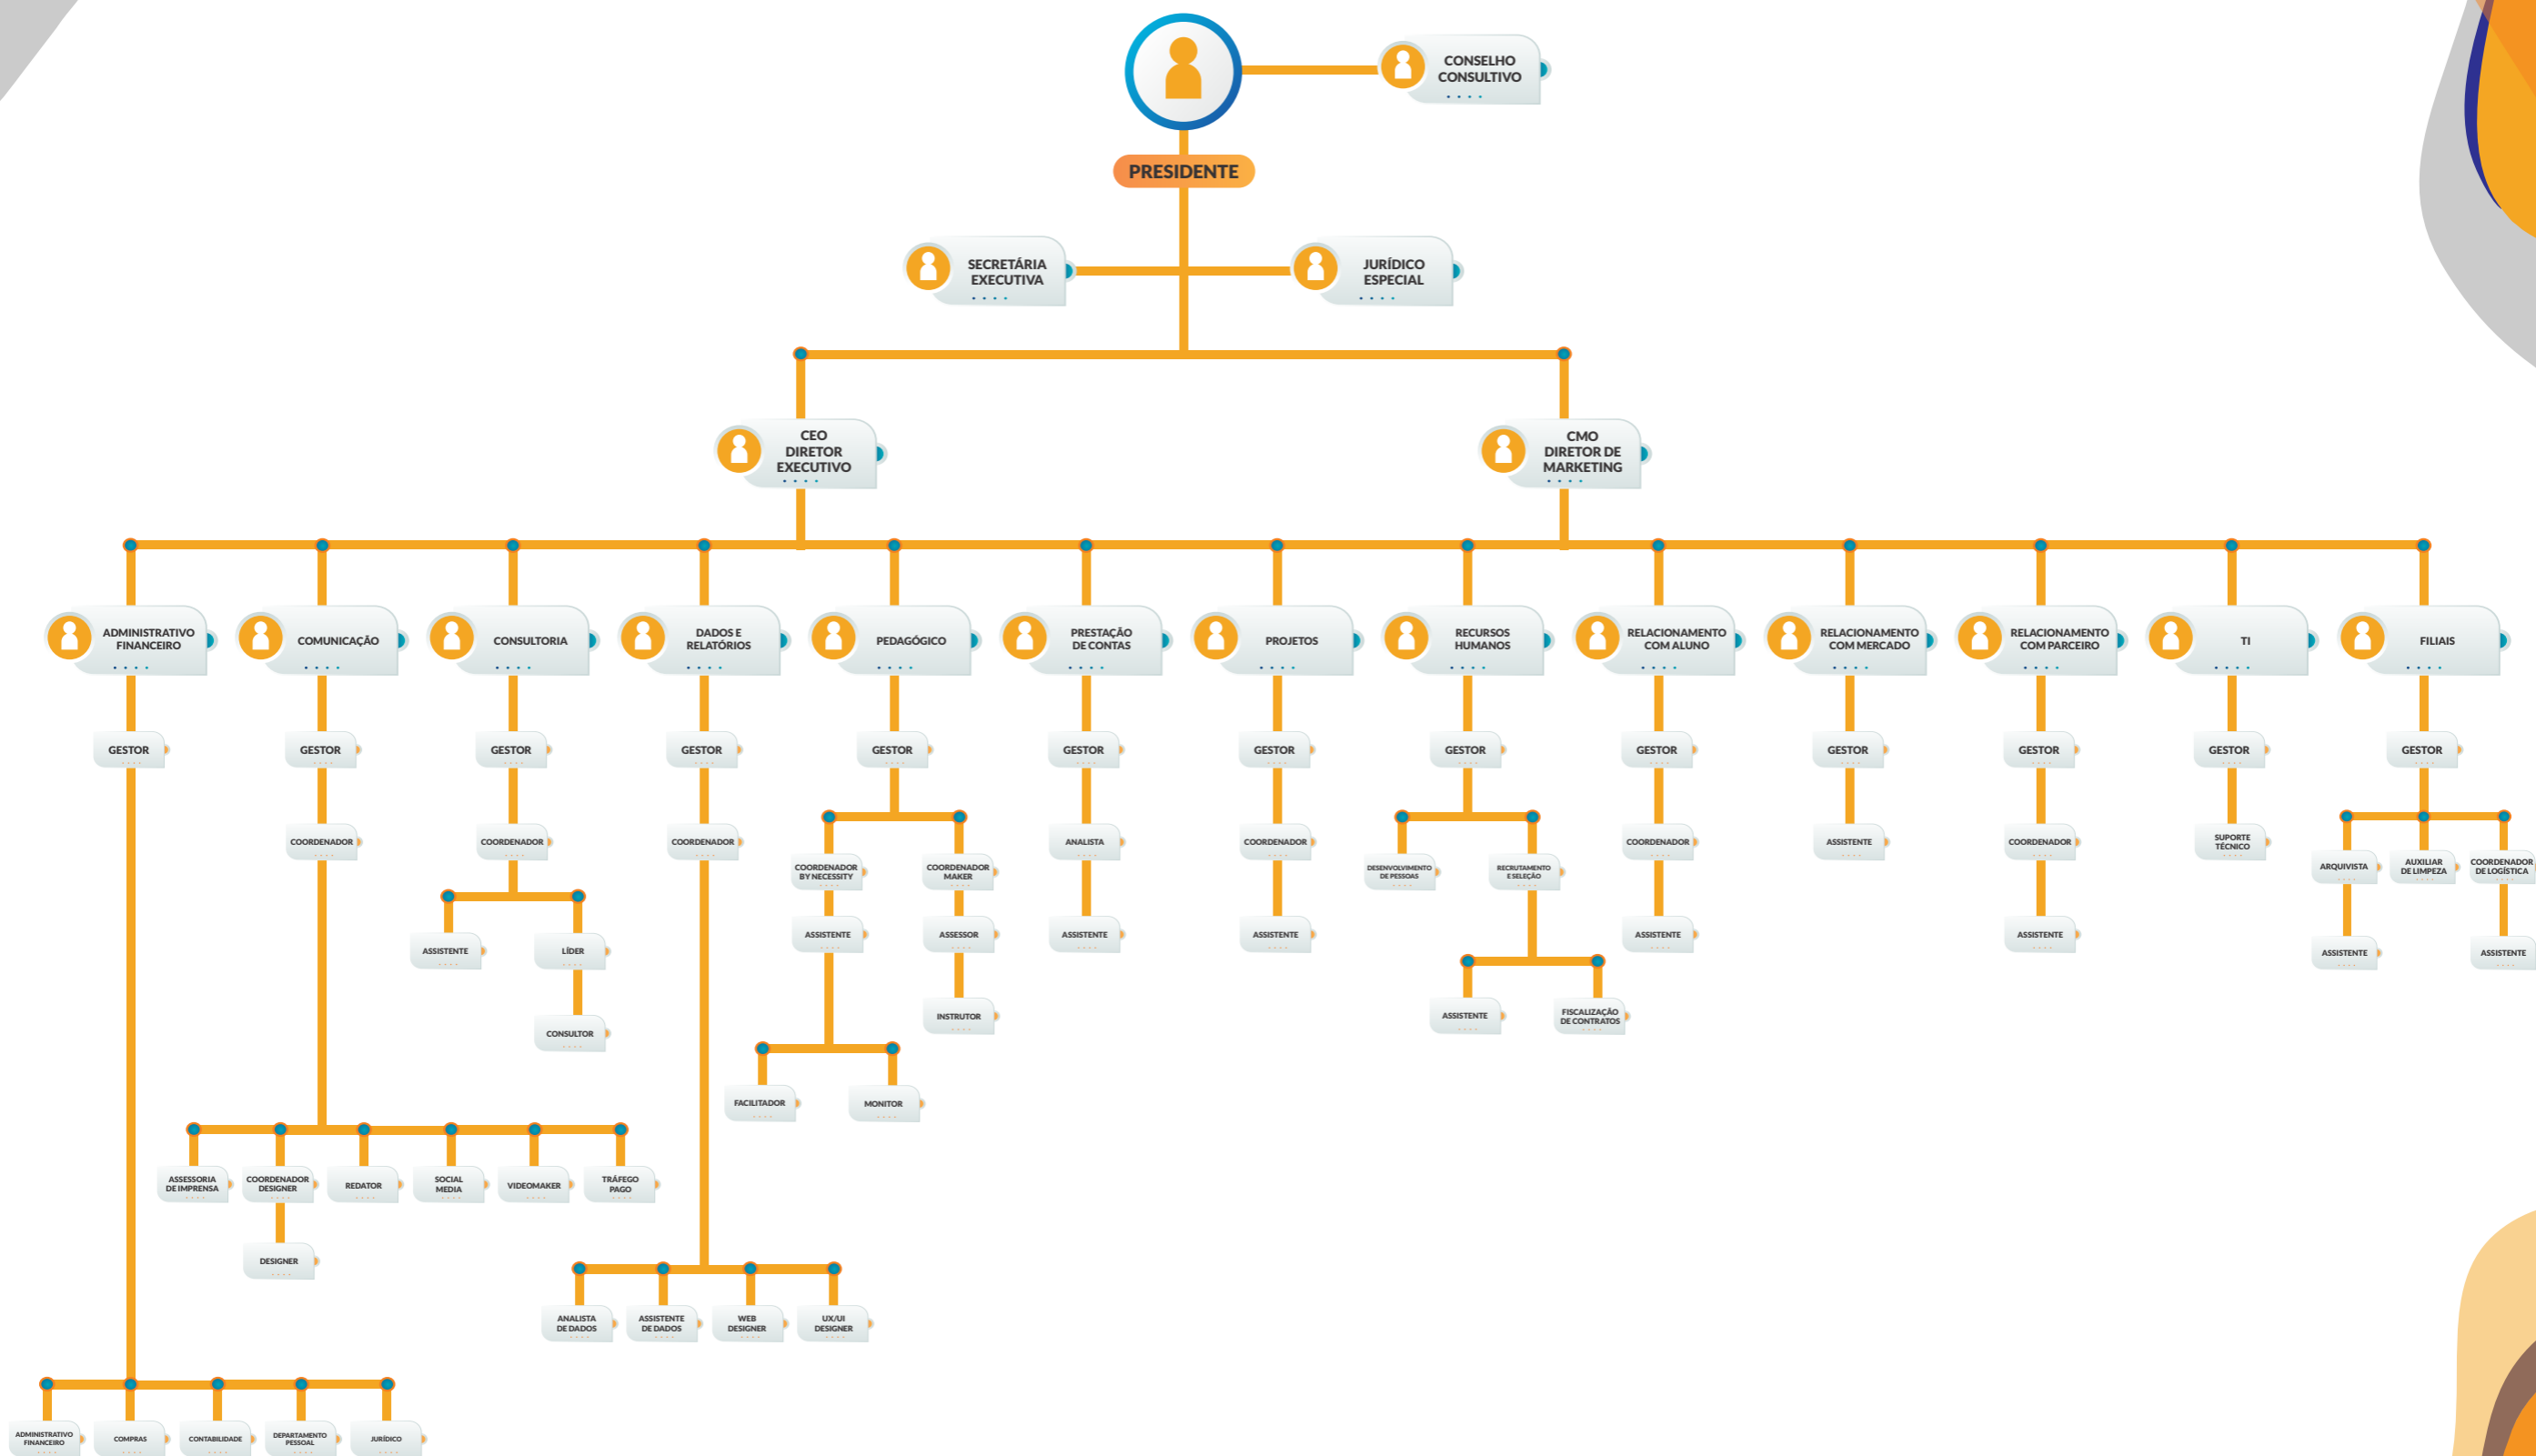 CONSELHO
CONSULTIVO
PRESIDENTE
SECRETÁRIA
EXECUTIVA
JURÍDICO
ESPECIAL
CEO
DIRETOR
EXECUTIVO
CMO
DIRETOR DE
MARKETING
ADMINISTRATIVO
FINANCEIRO
COMUNICAÇÃO
CONSULTORIA
DADOS E
RELATÓRIOS
PEDAGÓGICO
PRESTAÇÃO
DE CONTAS
PROJETOS
RECURSOS
HUMANOS
RELACIONAMENTO
COM ALUNO
RELACIONAMENTO
COM MERCADO
RELACIONAMENTO
COM PARCEIRO
TI
FILIAIS
GESTOR
GESTOR
GESTOR
GESTOR
GESTOR
GESTOR
GESTOR
GESTOR
GESTOR
GESTOR
GESTOR
GESTOR
GESTOR
COORDENADOR
COORDENADOR
COORDENADOR
ANALISTA
COORDENADOR
COORDENADOR
ASSISTENTE
COORDENADOR
SUPORTE
TÉCNICO
COORDENADOR
BY NECESSITY
COORDENADOR
MAKER
DESENVOLVIMENTO
DE PESSOAS
RECRUTAMENTO
E SELEÇÃO
ARQUIVISTA
AUXILIAR
DE LIMPEZA
COORDENADOR
DE LOGÍSTICA
ASSISTENTE
LÍDER
ASSISTENTE
ASSESSOR
ASSISTENTE
ASSISTENTE
ASSISTENTE
ASSISTENTE
ASSISTENTE
ASSISTENTE
CONSULTOR
INSTRUTOR
ASSISTENTE
FISCALIZAÇÃO
DE CONTRATOS
FACILITADOR
MONITOR
ASSESSORIA
DE IMPRENSA
COORDENADOR
DESIGNER
REDATOR
SOCIAL
MEDIA
VIDEOMAKER
TRÁFEGO
PAGO
DESIGNER
ANALISTA
DE DADOS
ASSISTENTE
DE DADOS
WEB
DESIGNER
UX/UI
DESIGNER
ADMINISTRATIVO
FINANCEIRO
COMPRAS
CONTABILIDADE
DEPARTAMENTO
PESSOAL
JURÍDICO